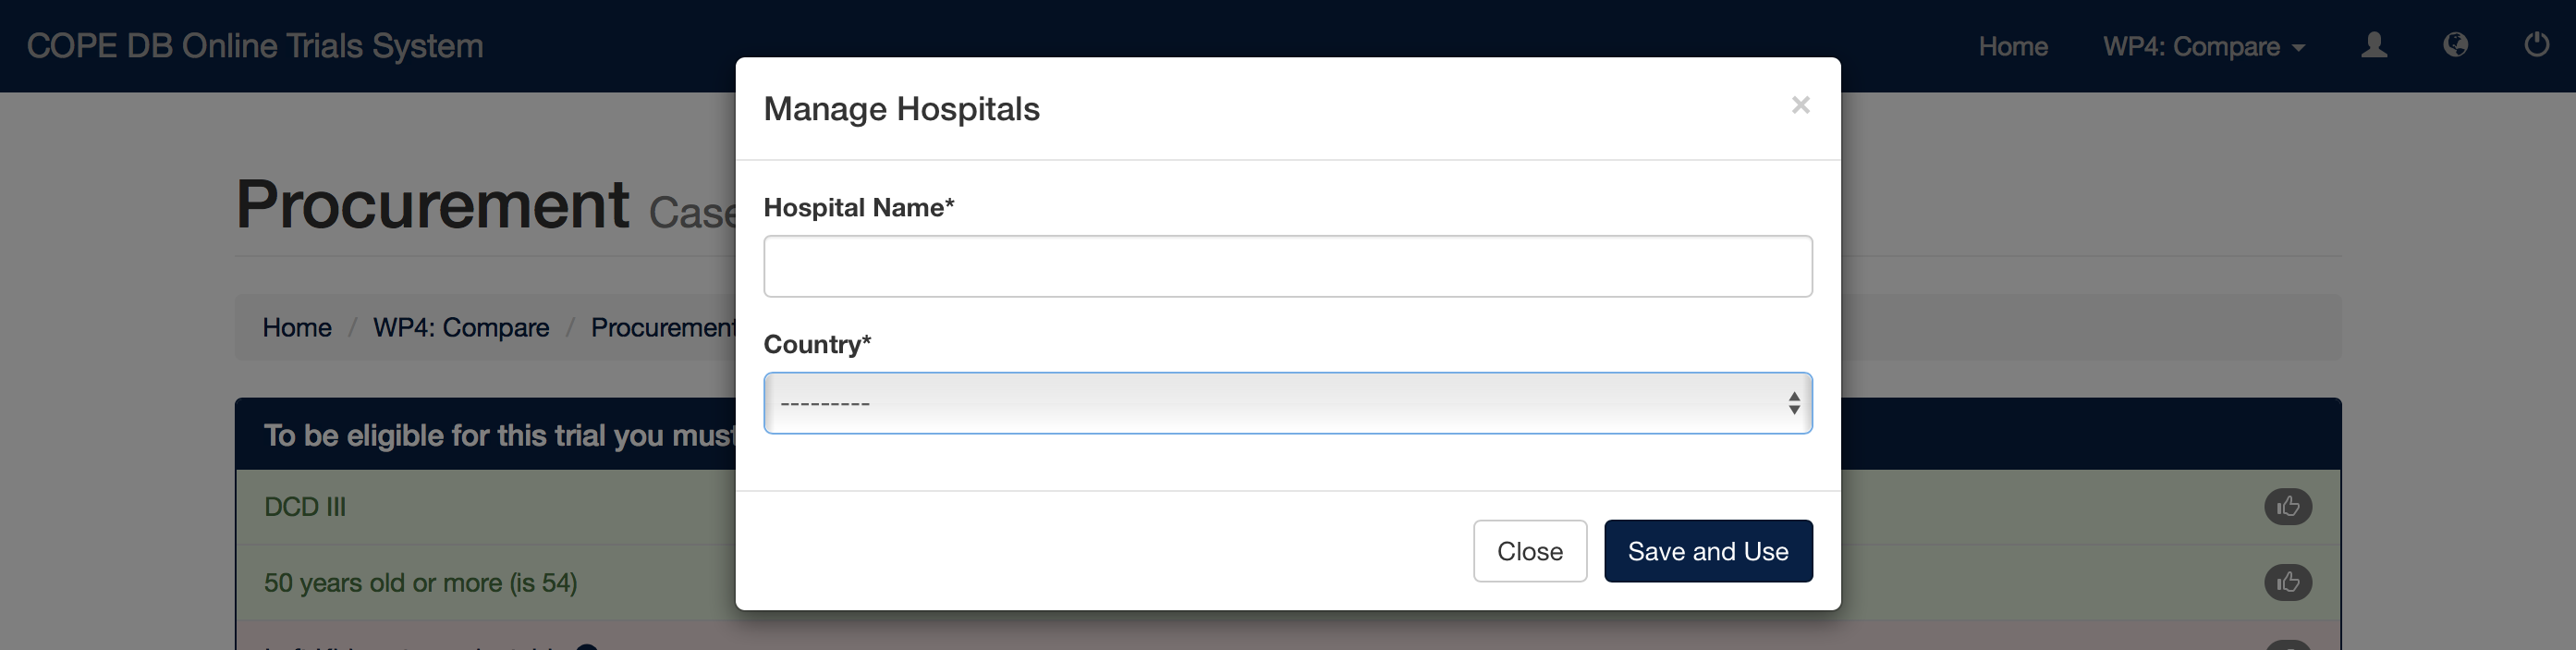 COPE DB Online Trials System
Home
WP4: Compare
Manage Hospitals
×
Procurement Case
Hospital Name*
Home / WP4: Compare / Procurement
Country*
---------
To be eligible for this trial you must
DCD III
Close
Save and Use
50 years old or more (is 54)